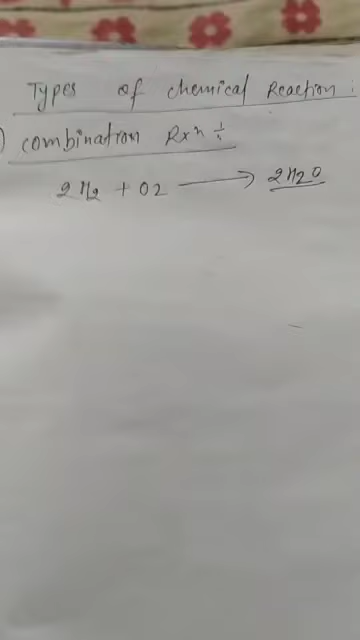 Types of chemical Reaction :
) combination Rxn :-
2H2 + O2 → 2H2O